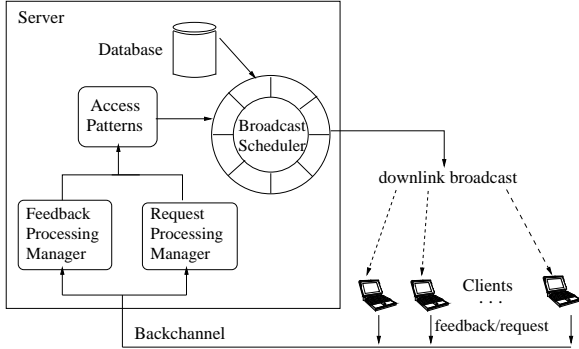 Server
Database
Access
Patterns
Broadcast
Scheduler
downlink broadcast
Feedback
Processing
Manager
Request
Processing
Manager
Clients
. . .
feedback/request
Backchannel